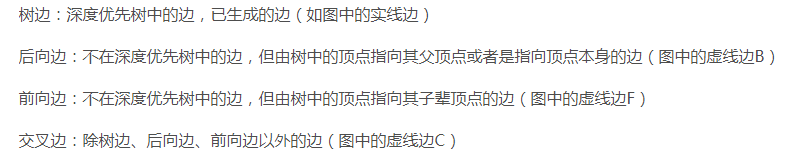 树边：深度优先树中的边，已生成的边（如图中的实线边）
后向边：不在深度优先树中的边，但由树中的顶点指向其父顶点或者是指向顶点本身的边（图中的虚线边B）
前向边：不在深度优先树中的边，但由树中的顶点指向其子辈顶点的边（图中的虚线边F）
交叉边：除树边、后向边、前向边以外的边（图中的虚线边C）